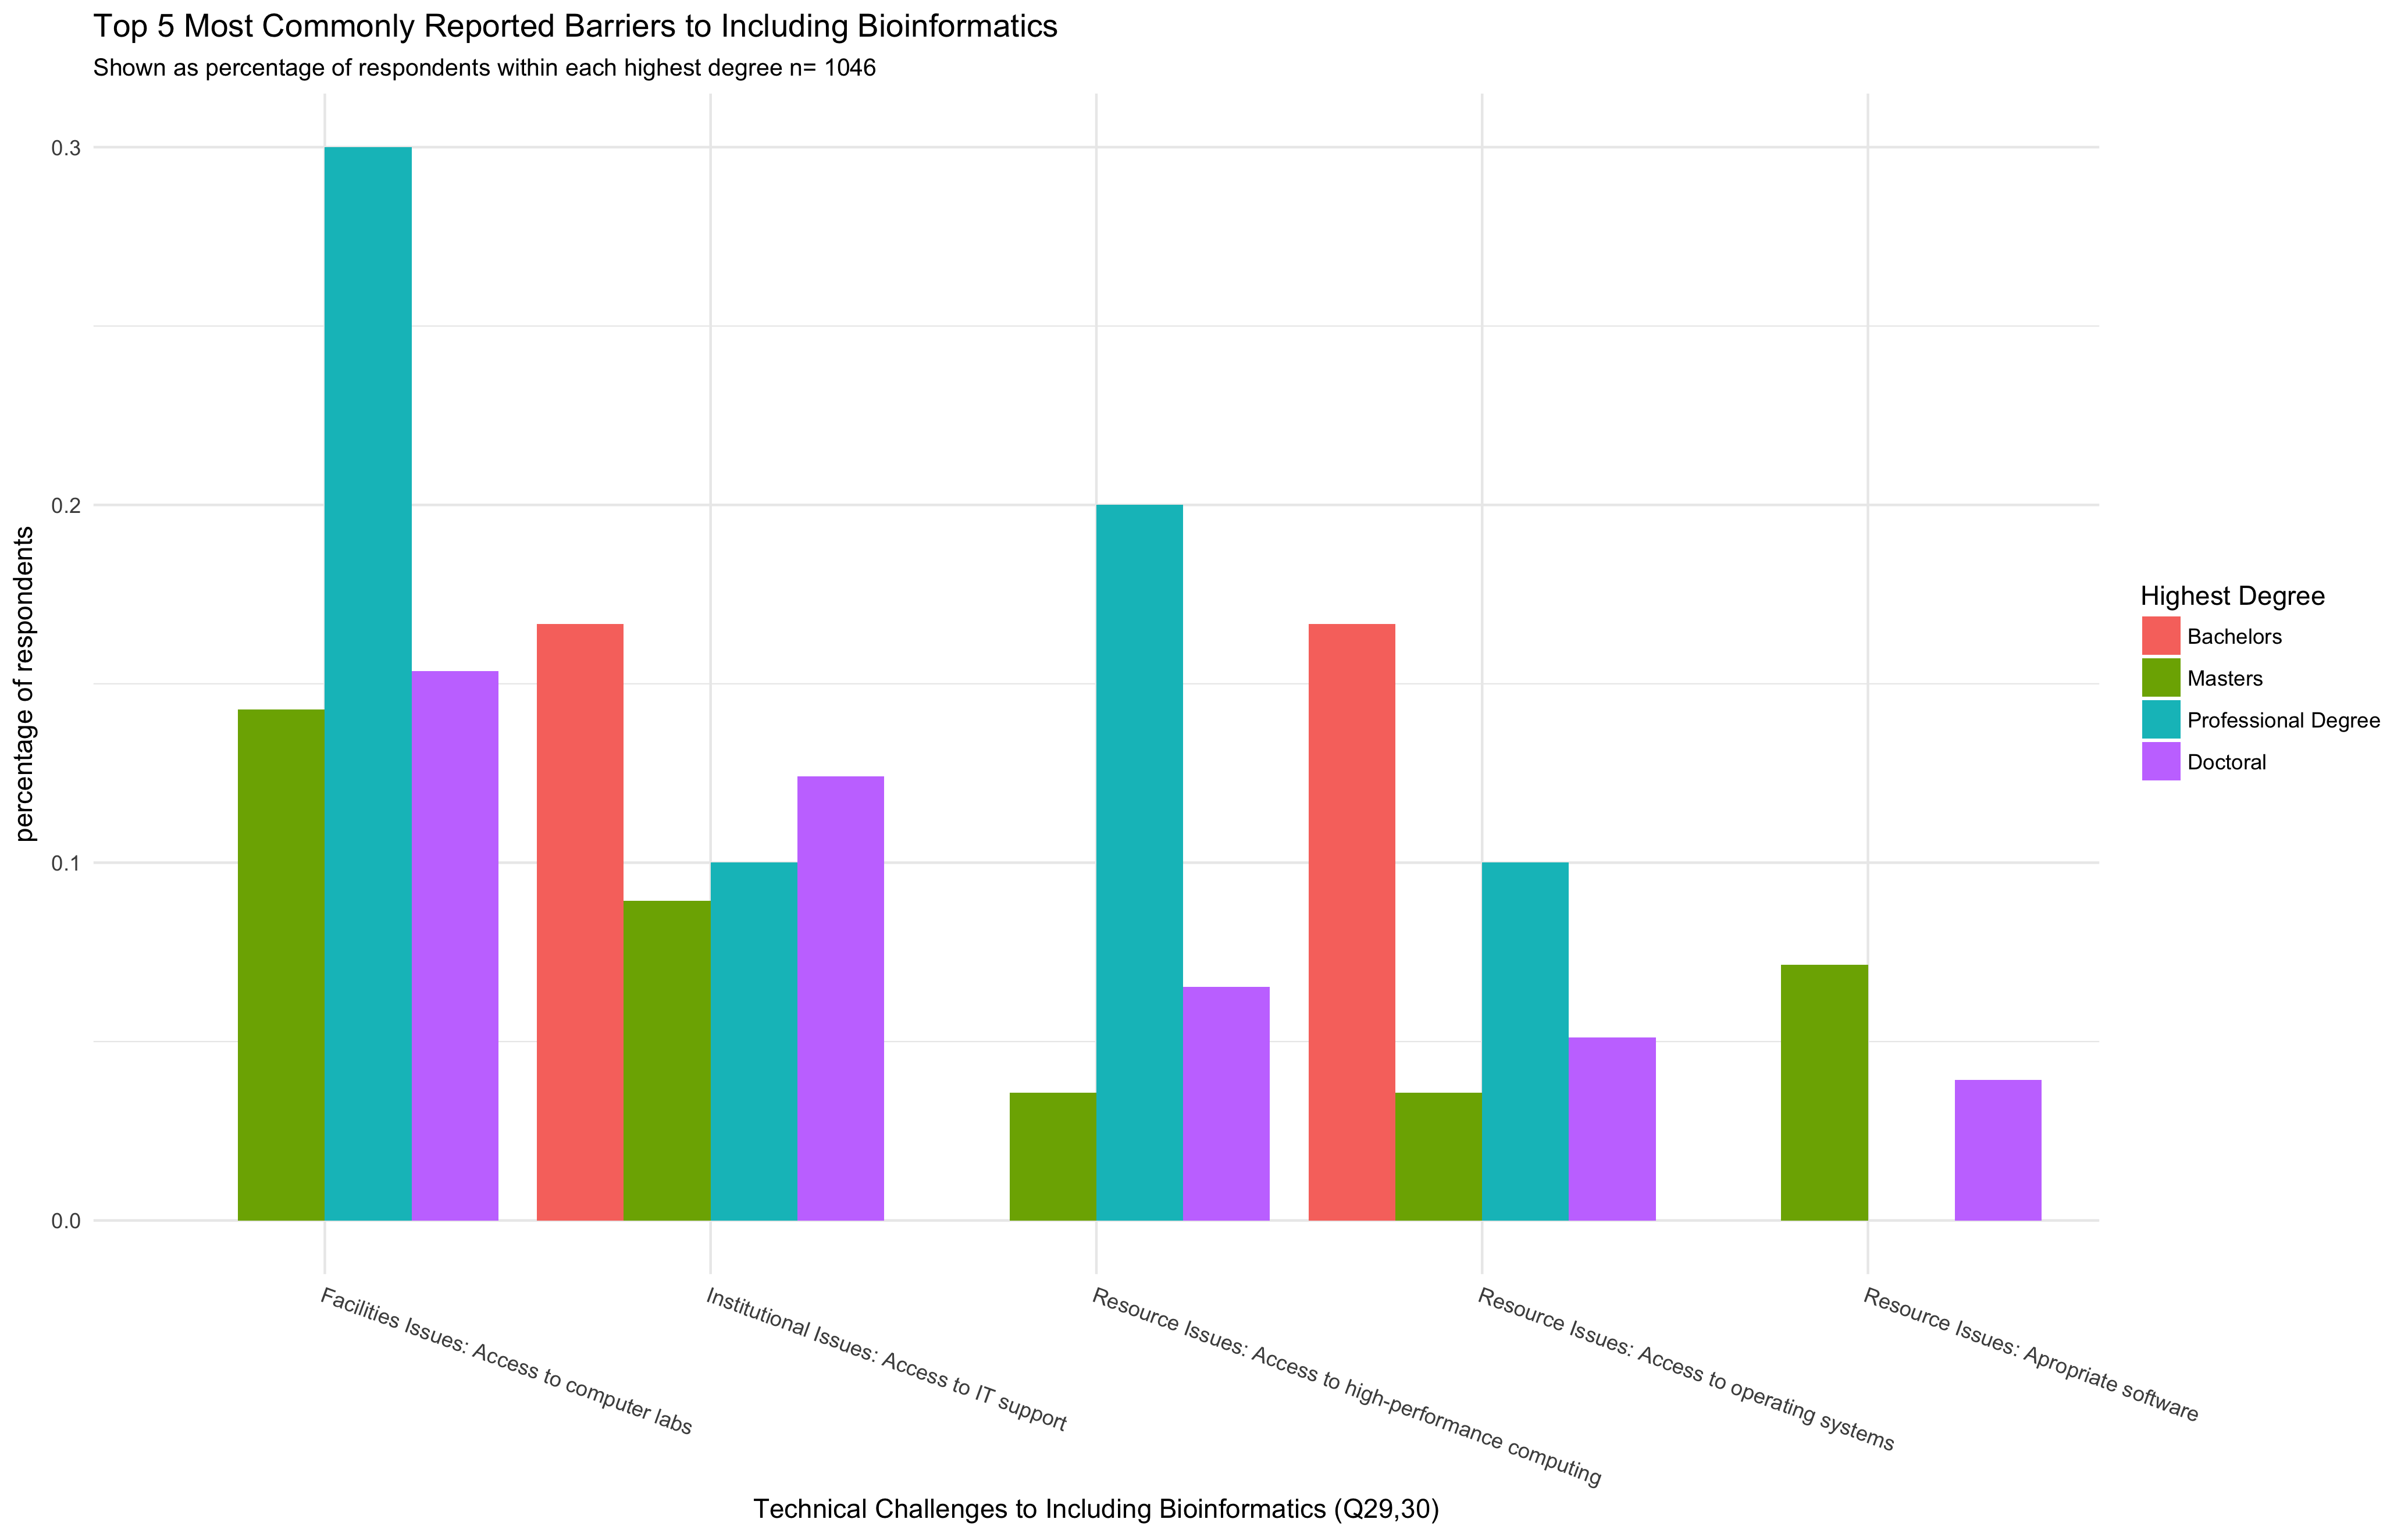 Top 5 Most Commonly Reported Barriers to Including Bioinformatics
Shown as percentage of respondents within each highest degree n= 1046
percentage of respondents
0.3
0.2
0.1
0.0
Highest Degree
Bachelors
Masters
Professional Degree
Doctoral
Facilities Issues: Access to computer labs
Institutional Issues: Access to IT support
Resource Issues: Access to high-performance computing
Resource Issues: Access to operating systems
Resource Issues: Apropriate software
Technical Challenges to Including Bioinformatics (Q29,30)